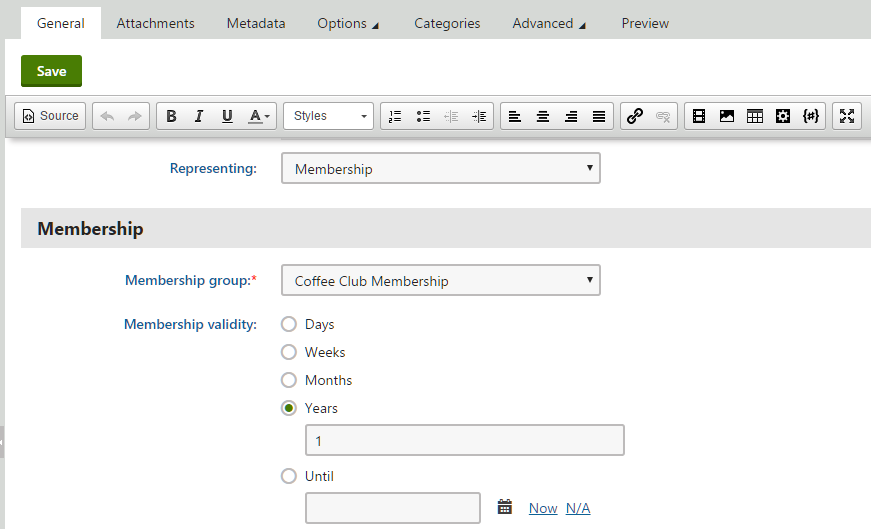 General Attachments Metadata Options Categories Advanced Preview
Save
Source B I U A Styles {#}
Representing: Membership
Membership
Membership group:* Coffee Club Membership
Membership validity: Days
Weeks
Months
Years
1
Until
Now N/A